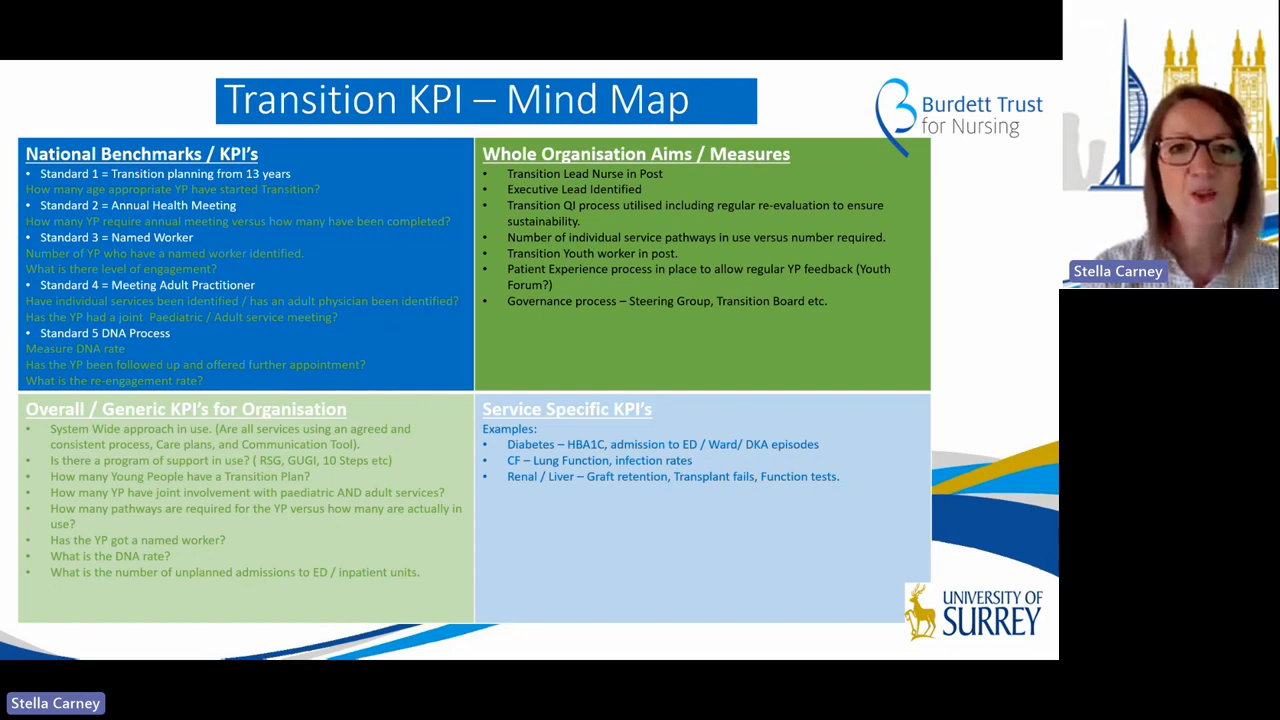 Transition KPI – Mind Map
Burdett Trust
for Nursing
National Benchmarks / KPI's
• Standard 1 = Transition planning from 13 years
How many age appropriate YP have started Transition?
• Standard 2 = Annual Health Meeting
How many YP require annual meeting versus how many have been completed?
• Standard 3 = Named Worker
Number of YP who have a named worker identified.
What is there level of engagement?
• Standard 4 = Meeting Adult Practitioner
Have individual services been identified / has an adult physician been identified?
Has the YP had a joint Paediatric / Adult service meeting?
• Standard 5 DNA Process
Measure DNA rate
Has the YP been followed up and offered further appointment?
What is the re-engagement rate?
Whole Organisation Aims / Measures
• Transition Lead Nurse in Post
• Executive Lead Identified
• Transition QI process utilised including regular re-evaluation to ensure
sustainability.
• Number of individual service pathways in use versus number required.
• Transition Youth worker in post.
• Patient Experience process in place to allow regular YP feedback (Youth
Forum?)
• Governance process – Steering Group, Transition Board etc.
Overall / Generic KPI's for Organisation
• System Wide approach in use. (Are all services using an agreed and
consistent process, Care plans, and Communication Tool).
• Is there a program of support in use? ( RSG, GUGI, 10 Steps etc)
• How many Young People have a Transition Plan?
• How many YP have joint involvement with paediatric AND adult services?
• How many pathways are required for the YP versus how many are actually in
use?
• Has the YP got a named worker?
• What is the DNA rate?
• What is the number of unplanned admissions to ED / inpatient units.
Service Specific KPI's
Examples:
• Diabetes – HBA1C, admission to ED / Ward/ DKA episodes
• CF – Lung Function, infection rates
• Renal / Liver – Graft retention, Transplant fails, Function tests.
UNIVERSITY OF
SURREY
Stella Carney
Stella Carney